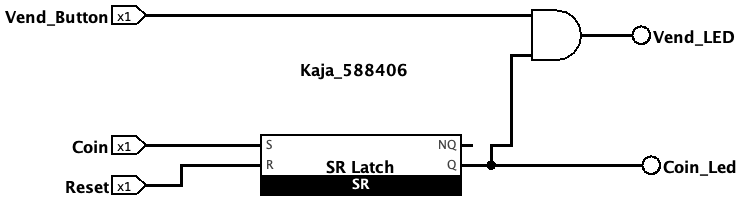 Vend_Button x1
Vend_LED
Kaja_588406
Coin x1
S NQ
R SR Latch Q
Coin_Led
Reset x1
SR